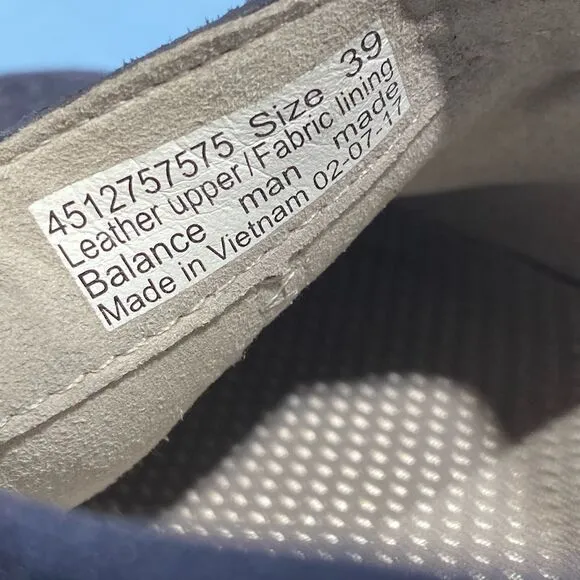 4512757575 Size 39
Leather upper/Fabric lining
Balance man made
Made in Vietnam 02-07-17